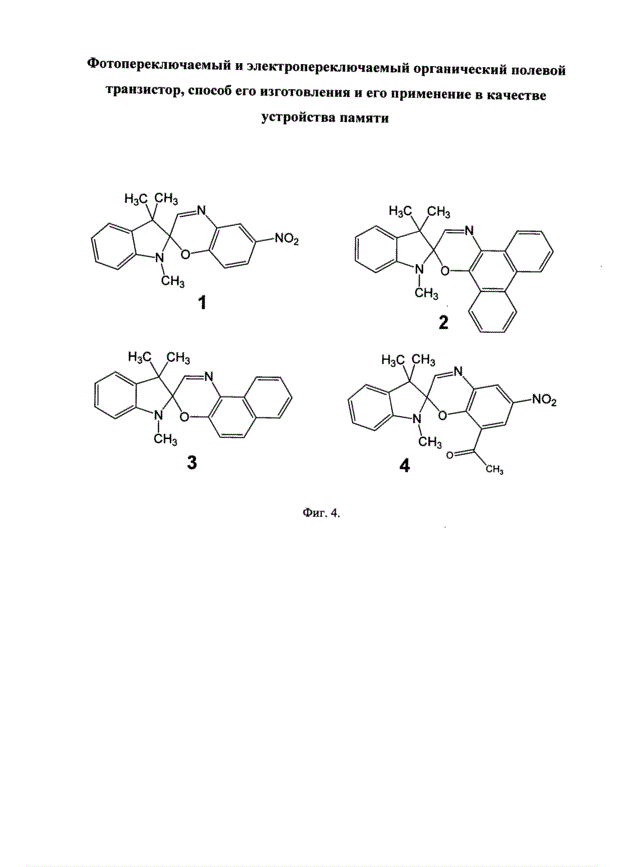 Фотопереключаемый и электропереключаемый органический полевой
транзистор, способ его изготовления и его применение в качестве
устройства памяти
H₃C CH₃
N
NO₂
O
N
CH₃
1
H₃C CH₃
N
O
N
CH₃
2
H₃C CH₃
N
O
N
CH₃
3
H₃C CH₃
N
NO₂
O
N
CH₃
O
CH₃
4
Фиг. 4.